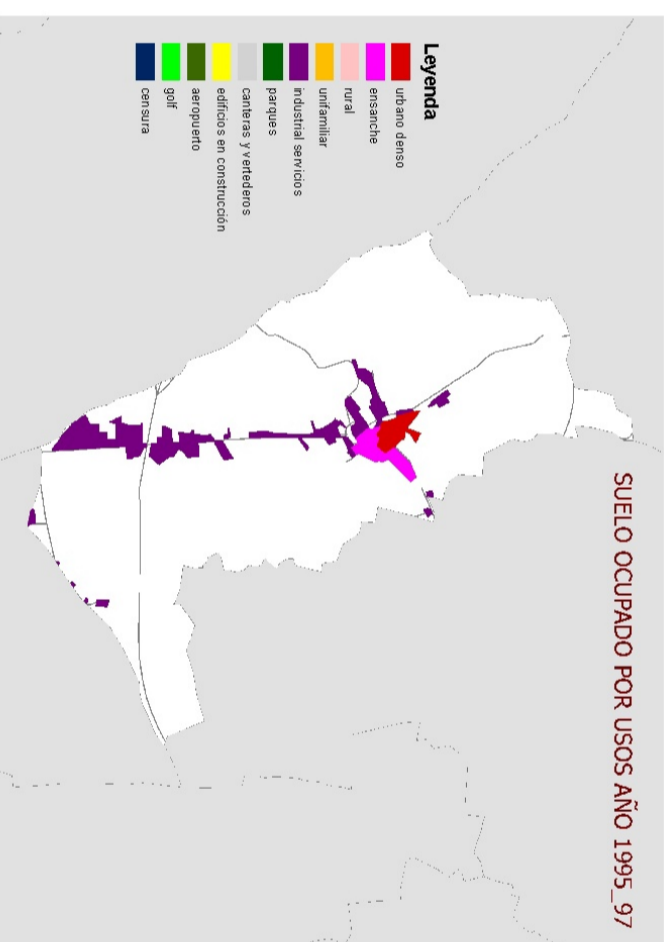 SUELO OCUPADO POR USOS AÑO 1995_97
Leyenda
urbano denso
ensanche
rural
unifamiliar
industrial servicios
parques
canteras y vertederos
edificios en construcción
aeropuerto
golf
censura